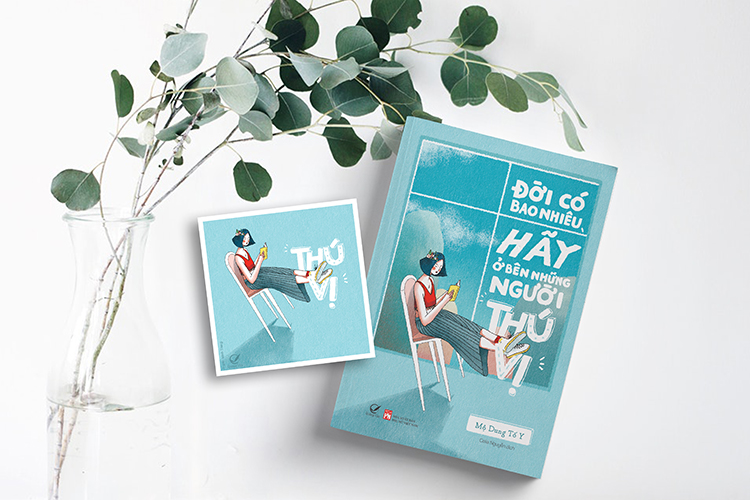 THÚ
VỊ
ĐỜI CÓ
BAO NHIÊU,
HÃY
Ở BÊN NHỮNG
NGƯỜI
THÚ
VỊ
Mộ Dung Tố Y